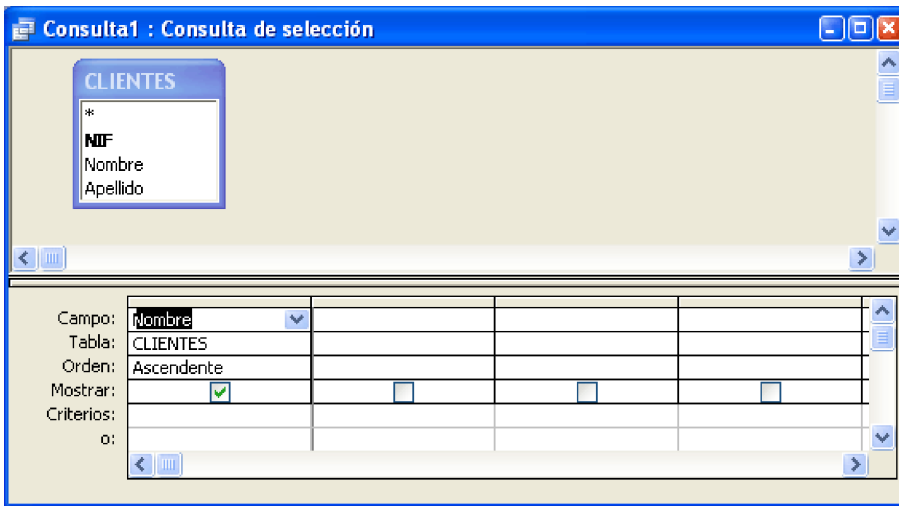 Consulta1 : Consulta de selección
CLIENTES
*
NIF
Nombre
Apellido
Campo: Nombre
Tabla: CLIENTES
Orden: Ascendente
Mostrar:
Criterios:
o: